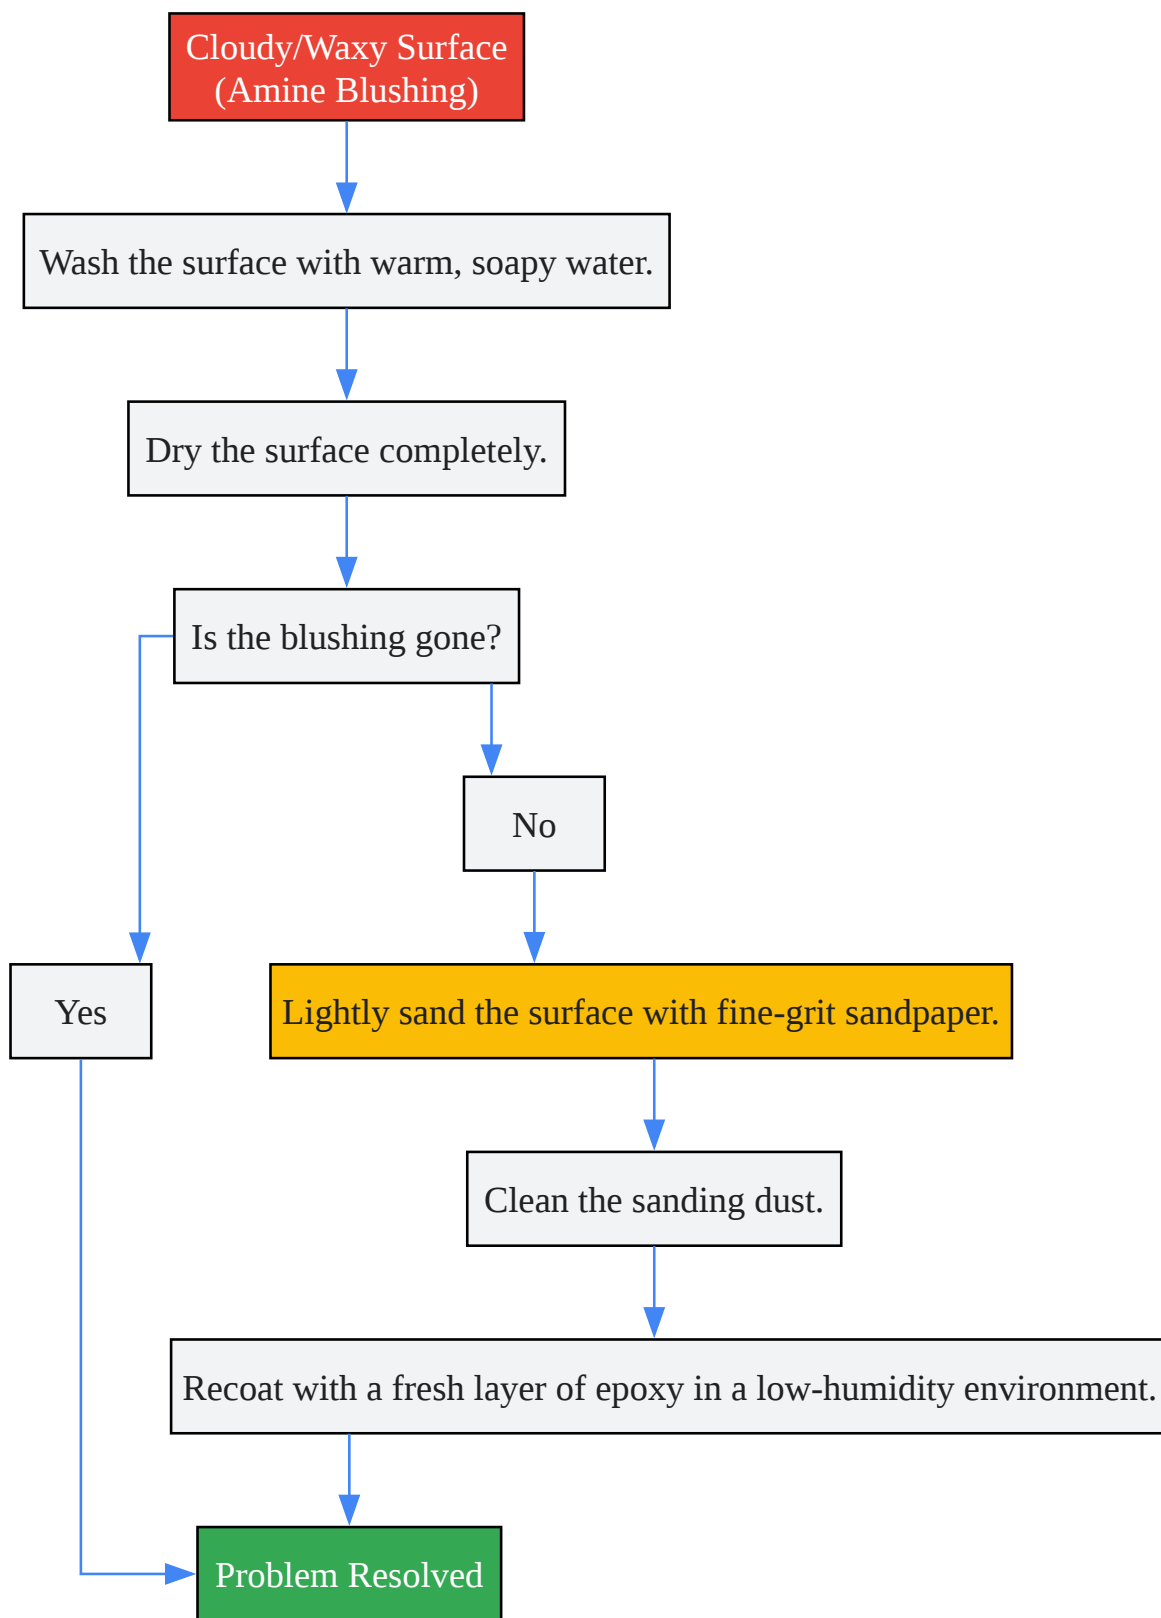 Cloudy/Waxy Surface
(Amine Blushing)
Wash the surface with warm, soapy water.
Dry the surface completely.
Is the blushing gone?
No
Yes
Lightly sand the surface with fine-grit sandpaper.
Clean the sanding dust.
Recoat with a fresh layer of epoxy in a low-humidity environment.
Problem Resolved